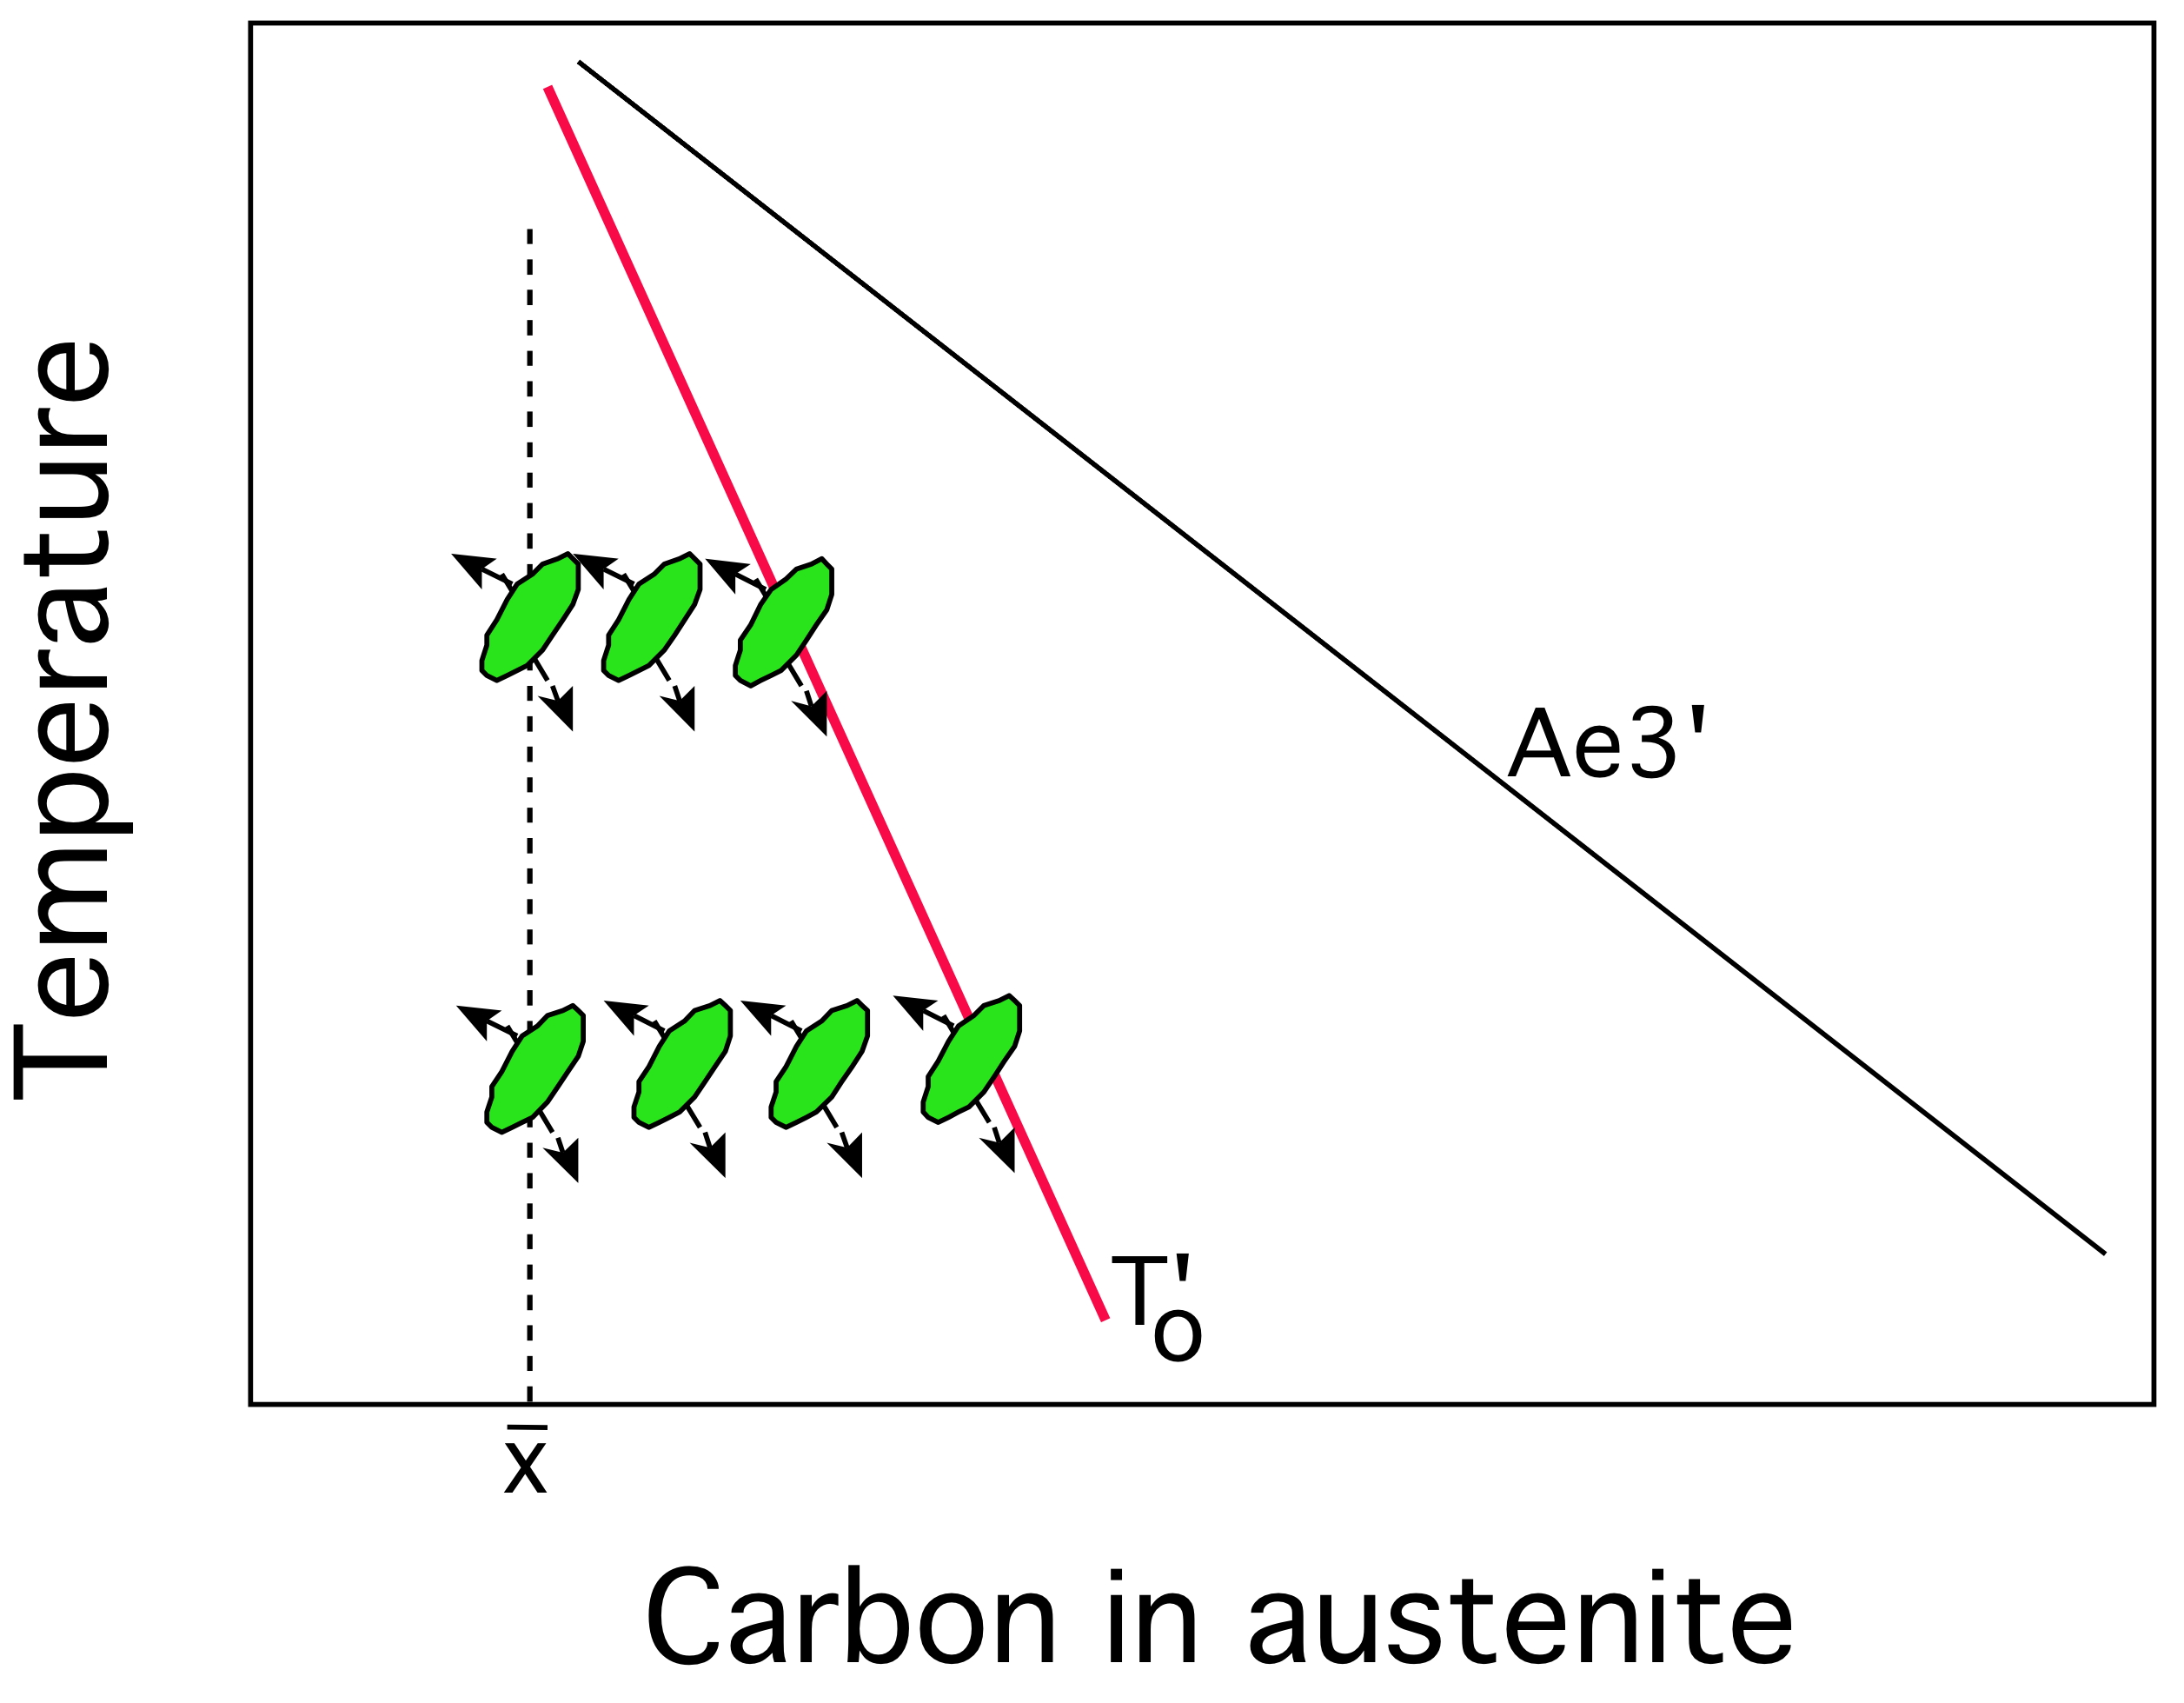 Temperature
Ae3'
T'o
x̄
Carbon in austenite